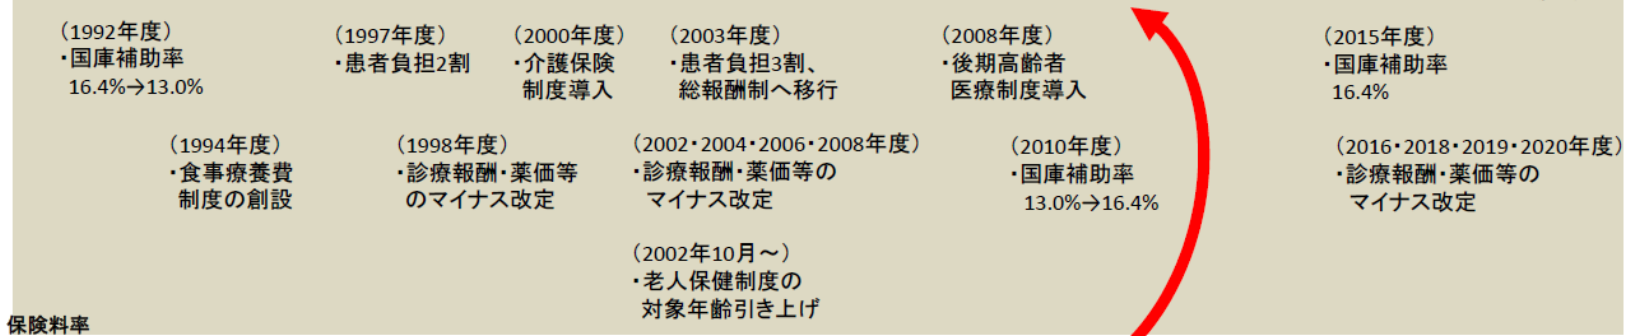 （1992年度）
・国庫補助率
16.4%→13.0%
（1997年度）
・患者負担2割
（2000年度）
・介護保険
制度導入
（2003年度）
・患者負担3割、
総報酬制へ移行
（2008年度）
・後期高齢者
医療制度導入
（2015年度）
・国庫補助率
16.4%
（1994年度）
・食事療養費
制度の創設
（1998年度）
・診療報酬・薬価等
のマイナス改定
（2002・2004・2006・2008年度）
・診療報酬・薬価等の
マイナス改定
（2010年度）
・国庫補助率
13.0%→16.4%
（2016・2018・2019・2020年度）
・診療報酬・薬価等の
マイナス改定
（2002年10月～）
・老人保健制度の
対象年齢引き上げ
保険料率